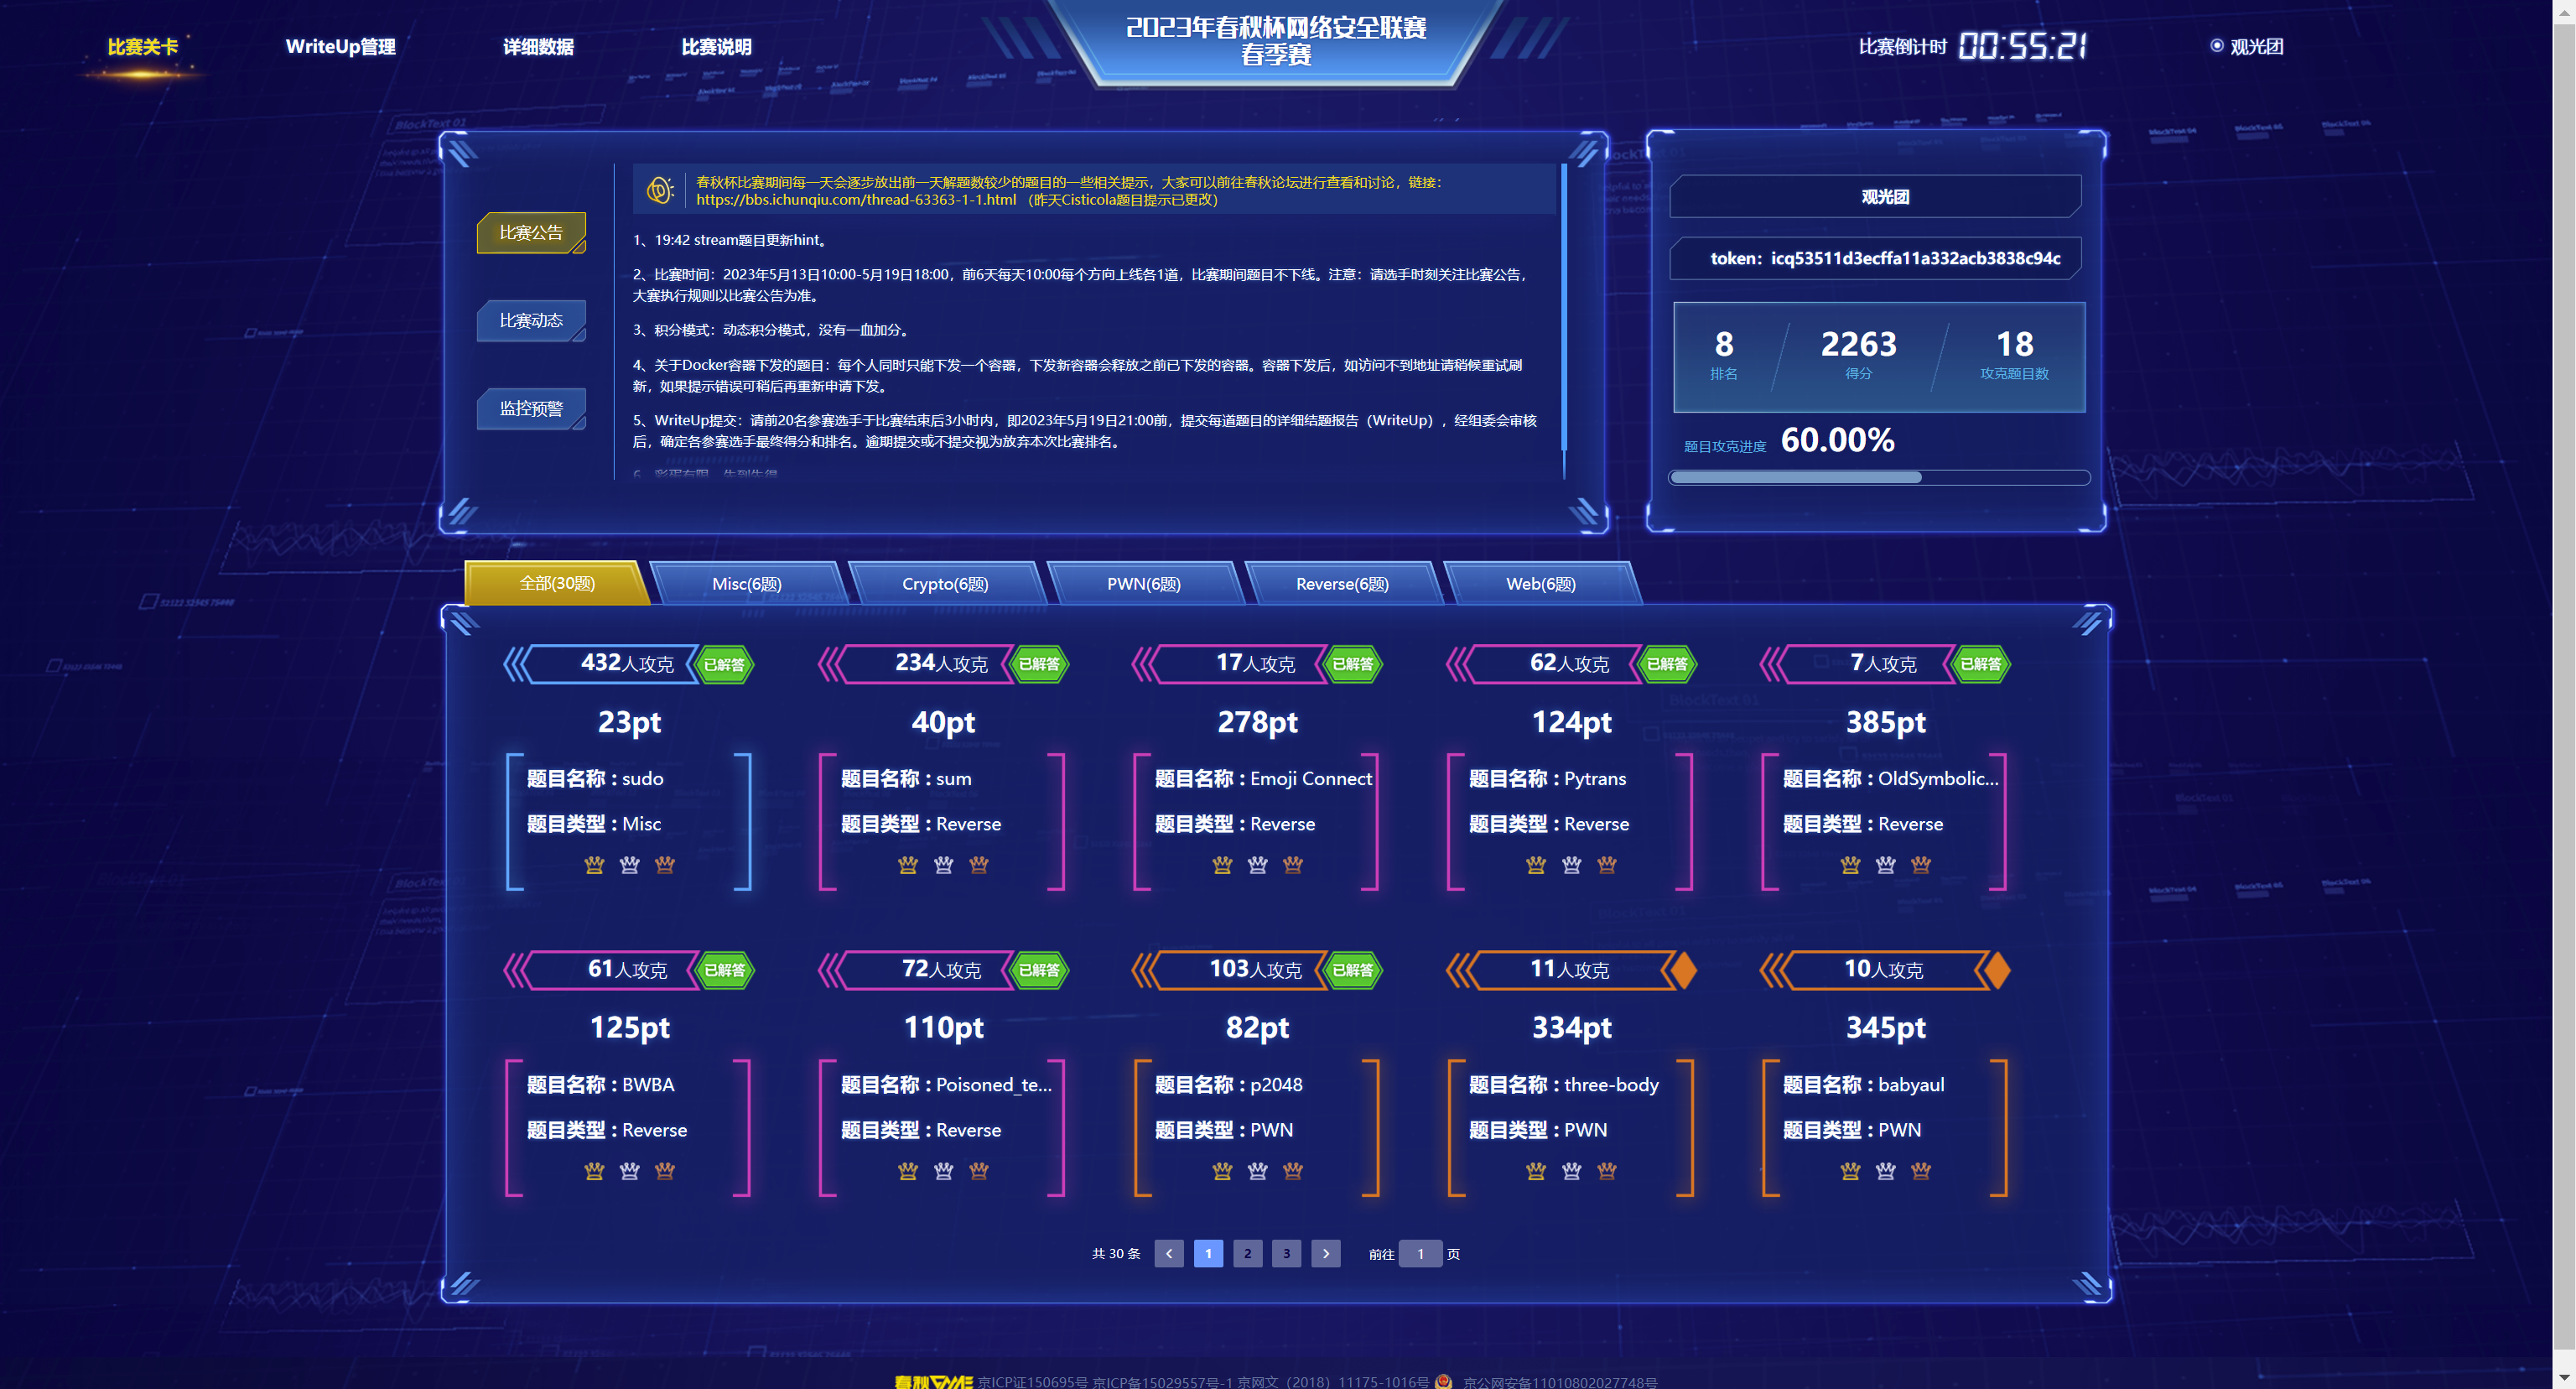 比赛关卡
WriteUp管理
详细数据
比赛说明
2023年春秋杯网络安全联赛
春季赛
比赛倒计时 00:55:21
观光团
比赛公告
比赛动态
监控预警
春秋杯比赛期间每一天会逐步放出前一天解题数较少的题目的一些相关提示，大家可以前往春秋论坛进行查看和讨论，链接：
https://bbs.ichunqiu.com/thread-63363-1-1.html （昨天Cisticola题目提示已更改）
1、19:42 stream题目更新hint。
2、比赛时间：2023年5月13日10:00-5月19日18:00，前6天每天10:00每个方向上线各1道，比赛期间题目不下线。注意：请选手时刻关注比赛公告，
大赛执行规则以比赛公告为准。
3、积分模式：动态积分模式，没有一血加分。
4、关于Docker容器下发的题目：每个人同时只能下发一个容器，下发新容器会释放之前已下发的容器。容器下发后，如访问不到地址请稍候重试刷
新，如果提示错误可稍后再重新申请下发。
5、WriteUp提交：请前20名参赛选手于比赛结束后3小时内，即2023年5月19日21:00前，提交每道题目的详细结题报告（WriteUp），经组委会审核
后，确定各参赛选手最终得分和排名。逾期提交或不提交视为放弃本次比赛排名。
观光团
token：icq53511d3ecffa11a332acb3838c94c
8 2263 18
排名 得分 攻克题目数
题目攻克进度 60.00%
全部(30题) Misc(6题) Crypto(6题) PWN(6题) Reverse(6题) Web(6题)
432人攻克 已解答 234人攻克 已解答 17人攻克 已解答 62人攻克 已解答 7人攻克 已解答
23pt 40pt 278pt 124pt 385pt
题目名称 : sudo 题目名称 : sum 题目名称 : Emoji Connect 题目名称 : Pytrans 题目名称 : OldSymbolic...
题目类型 : Misc 题目类型 : Reverse 题目类型 : Reverse 题目类型 : Reverse 题目类型 : Reverse
61人攻克 已解答 72人攻克 已解答 103人攻克 已解答 11人攻克 10人攻克
125pt 110pt 82pt 334pt 345pt
题目名称 : BWBA 题目名称 : Poisoned_te... 题目名称 : p2048 题目名称 : three-body 题目名称 : babyaul
题目类型 : Reverse 题目类型 : Reverse 题目类型 : PWN 题目类型 : PWN 题目类型 : PWN
共 30 条 1 2 3 前往 1 页
春秋GAME 京ICP证150695号 京ICP备15029557号-1 京网文（2018）11175-1016号 京公网安备11010802027748号